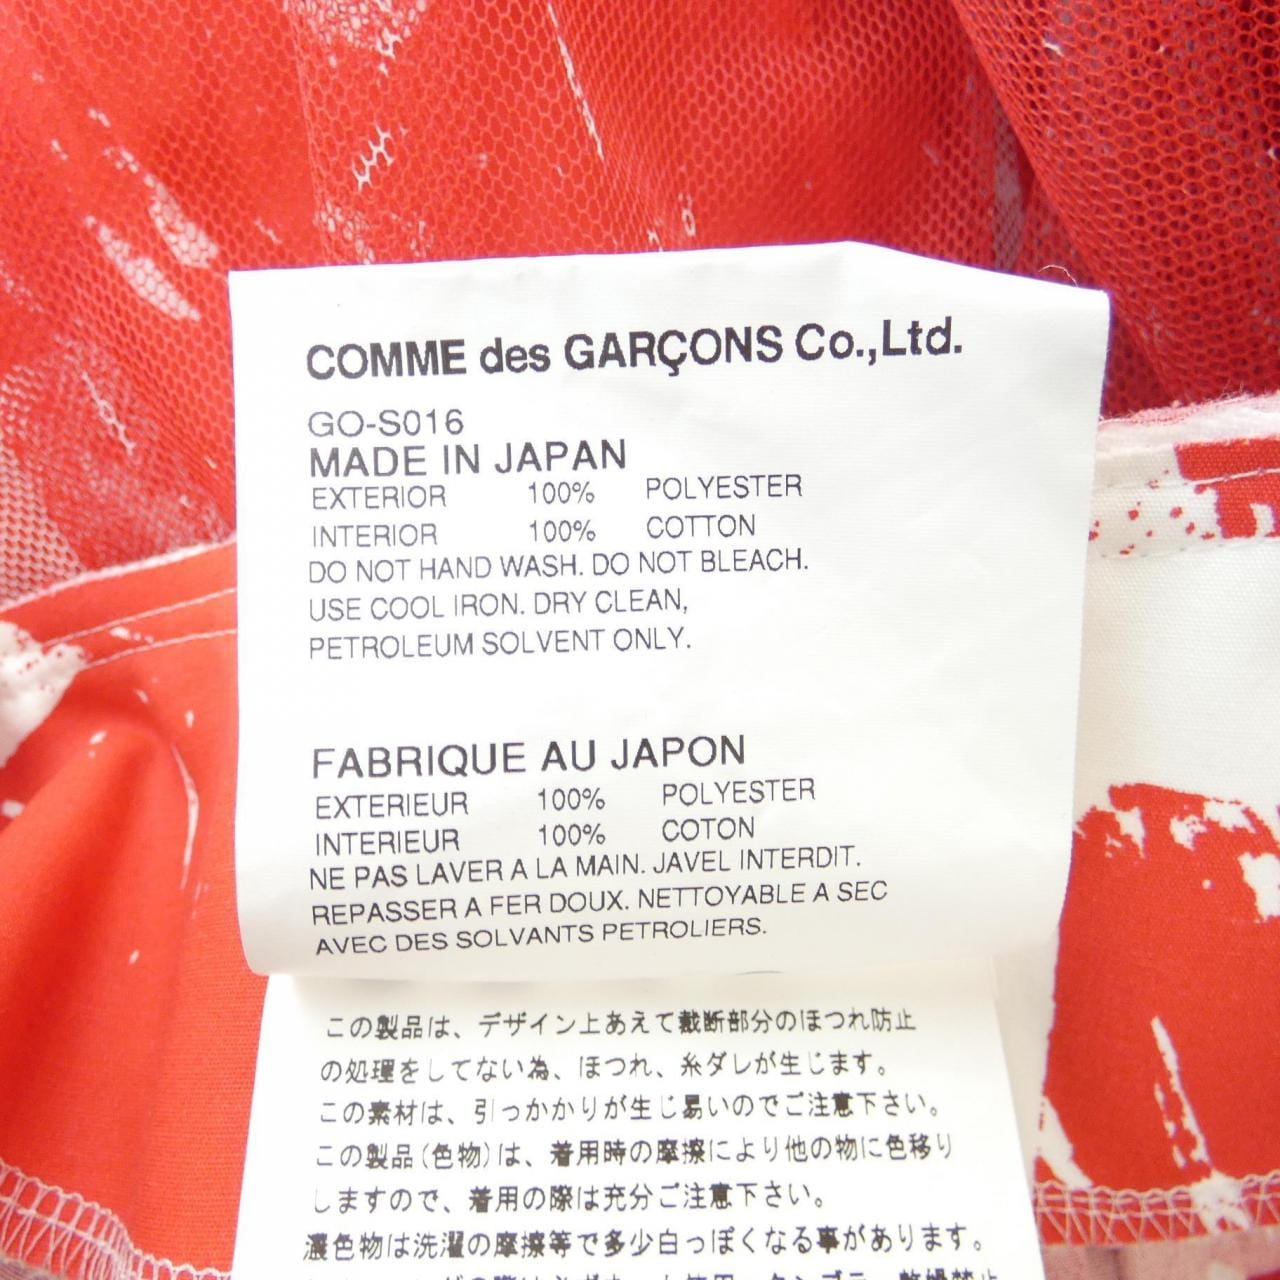 COMME des GARÇONS Co.,Ltd.
GO-S016
MADE IN JAPAN
EXTERIOR 100% POLYESTER
INTERIOR 100% COTTON
DO NOT HAND WASH. DO NOT BLEACH.
USE COOL IRON. DRY CLEAN,
PETROLEUM SOLVENT ONLY.
FABRIQUE AU JAPON
EXTERIEUR 100% POLYESTER
INTERIEUR 100% COTON
NE PAS LAVER A LA MAIN. JAVEL INTERDIT.
REPASSER A FER DOUX. NETTOYABLE A SEC
AVEC DES SOLVANTS PETROLIERS.
この製品は、デザイン上あえて裁断部分のほつれ防止
の処理をしてない為、ほつれ、糸ダレが生じます。
この素材は、引っかかりが生じ易いのでご注意下さい。
この製品(色物)は、着用時の摩擦により他の物に色移り
しますので、着用の際は充分ご注意下さい。
濃色物は洗濯の摩擦等で多少白っぽくなる事があります。